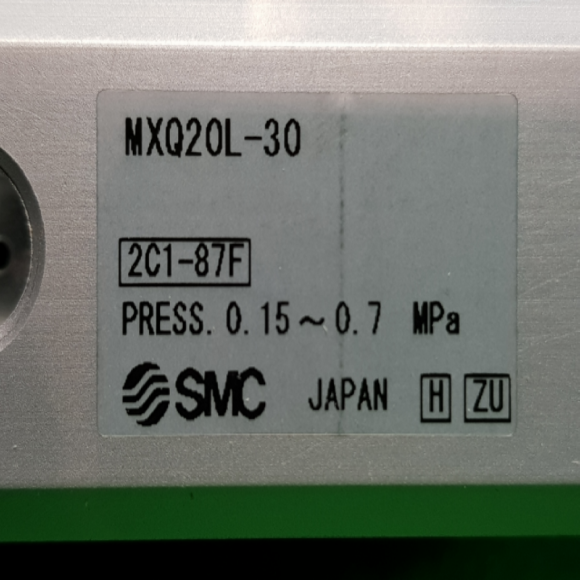 MXQ20L-30
2C1-87F
PRESS. 0.15～0.7 MPa
SMC JAPAN H ZU